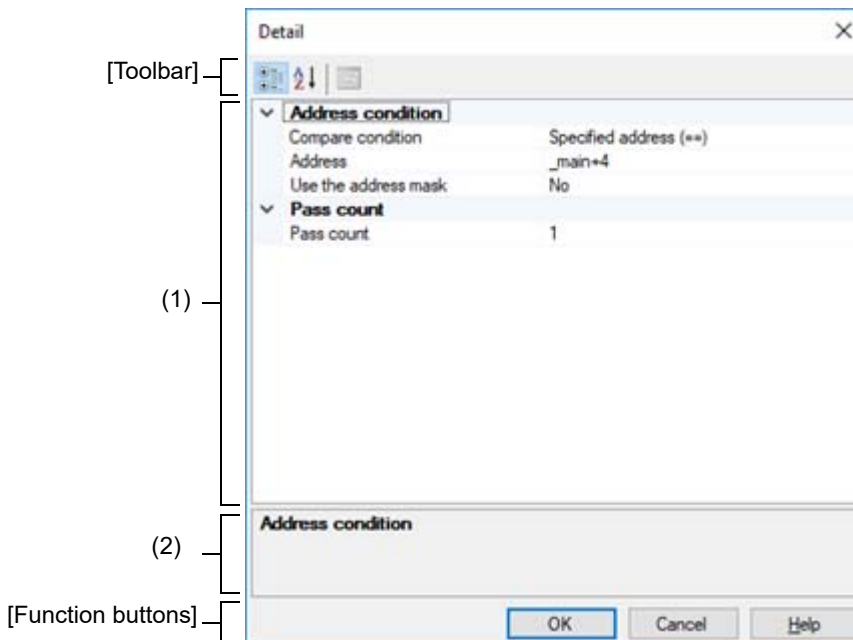 Detail
[Toolbar]
Address condition
Compare condition Specified address (==)
Address _main+4
Use the address mask No
Pass count
Pass count 1
(1)
Address condition
(2)
[Function buttons]
OK Cancel Help